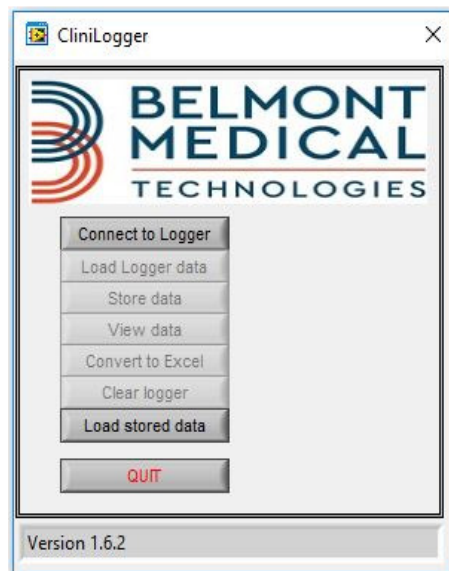 CliniLogger
BELMONT
MEDICAL
TECHNOLOGIES
Connect to Logger
Load Logger data
Store data
View data
Convert to Excel
Clear logger
Load stored data
QUIT
Version 1.6.2